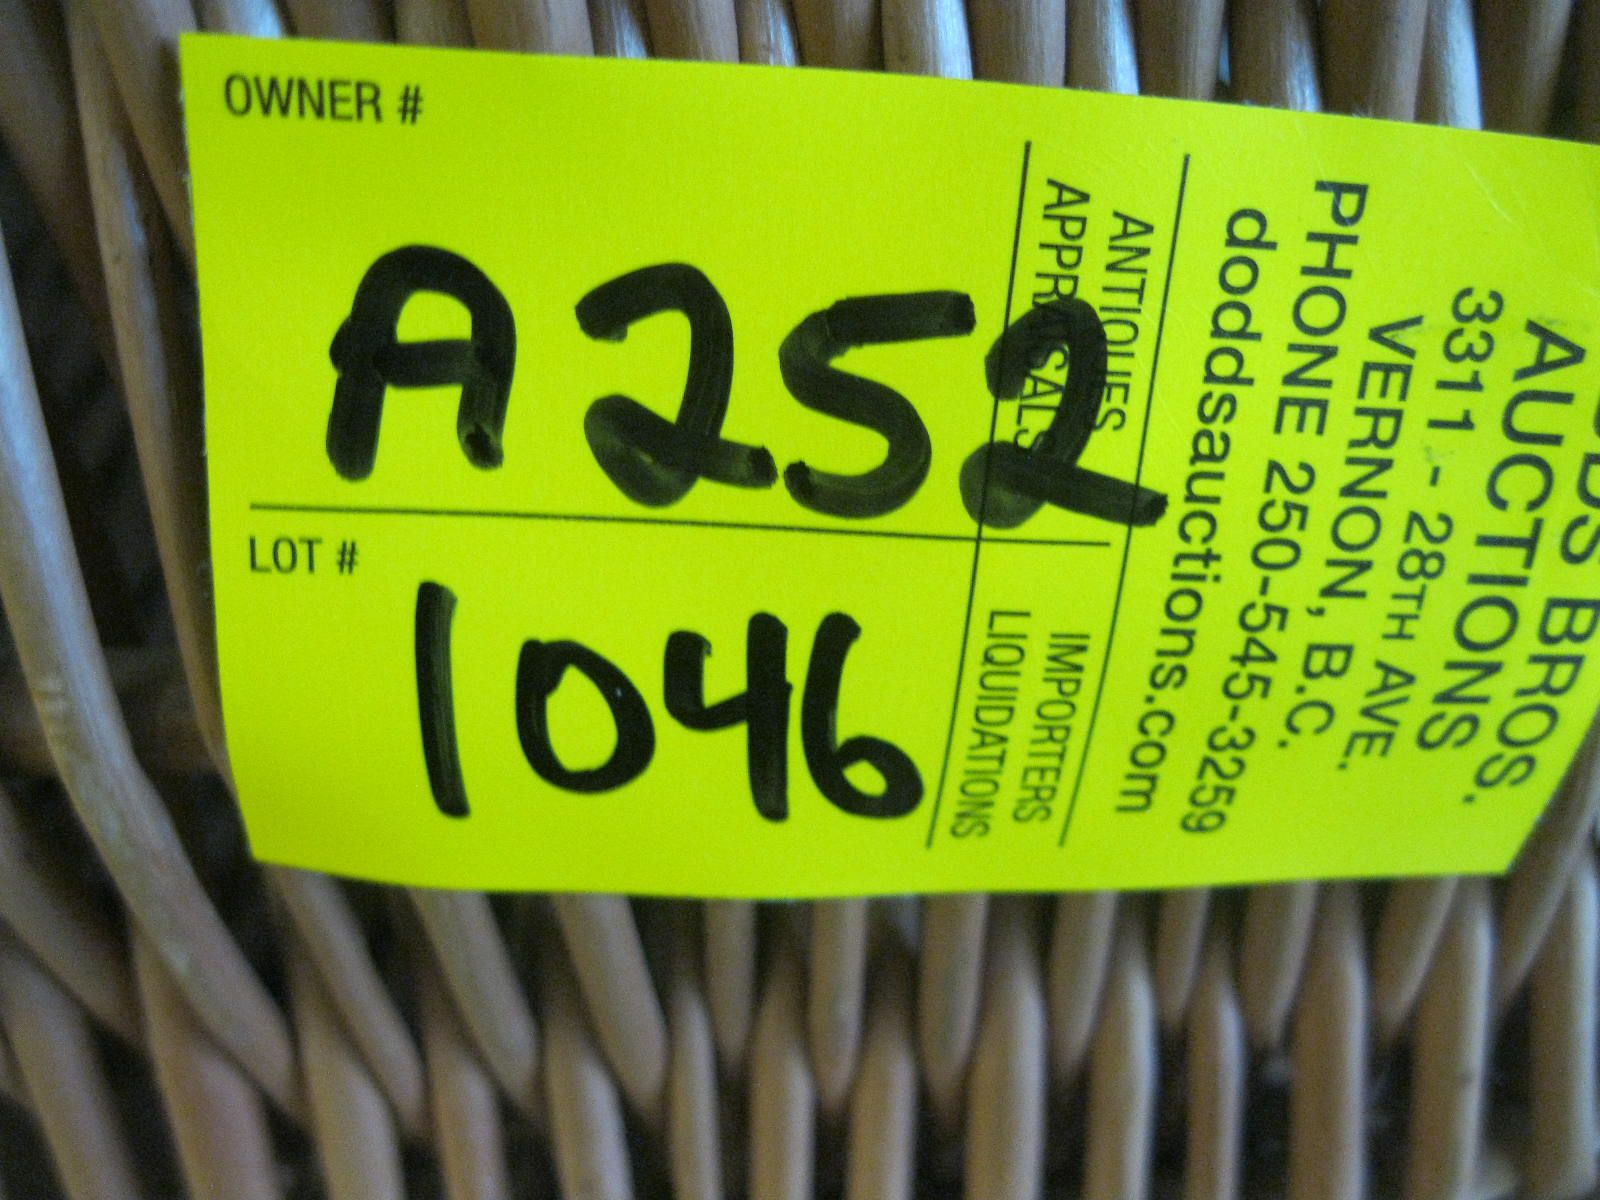 OWNER #
A252
LOT #
1046
ANTIQUES
APPRAISALS
IMPORTERS
LIQUIDATIONS
BROS.
AUCTIONS
3311 - 28TH AVE.
VERNON, B.C.
PHONE 250-545-3259
doddsauctions.com